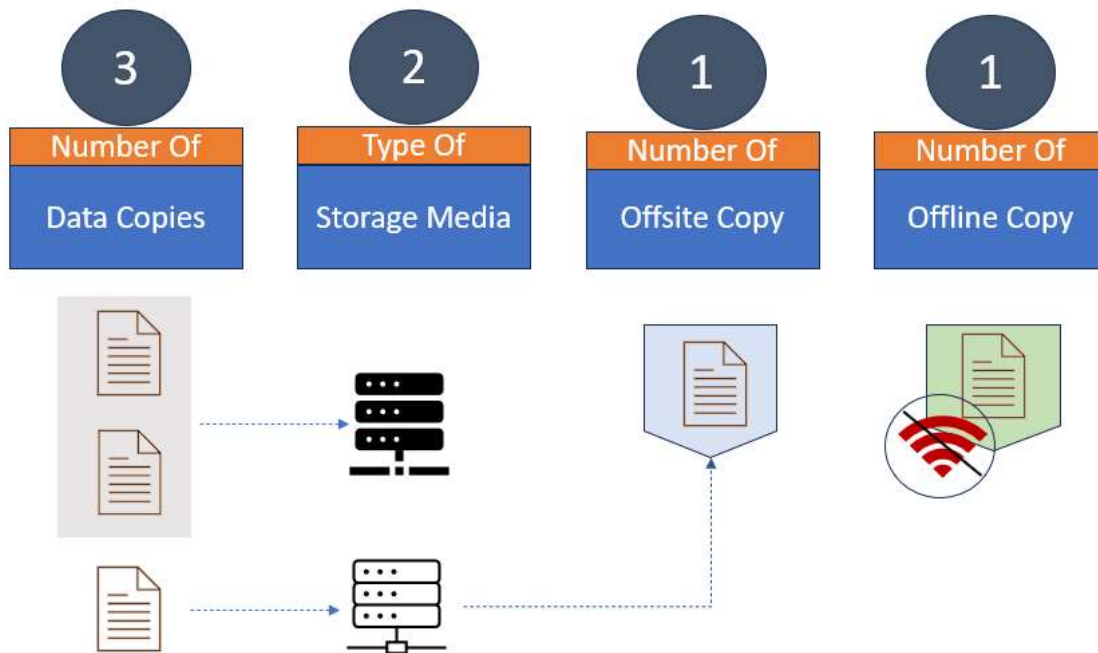 3
Number Of
Data Copies
2
Type Of
Storage Media
1
Number Of
Offsite Copy
1
Number Of
Offline Copy